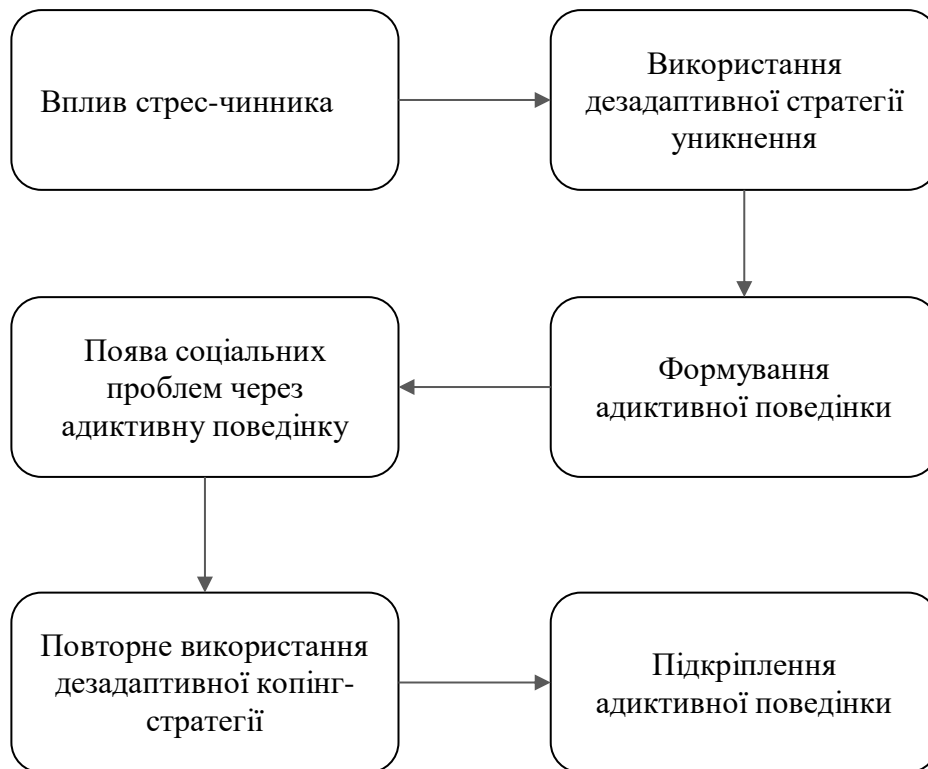 Вплив стрес-чинника
Використання
дезадаптивної стратегії
уникнення
Формування
адиктивної поведінки
Поява соціальних
проблем через
адиктивну поведінку
Повторне використання
дезадаптивної копінг-
стратегії
Підкріплення
адиктивної поведінки